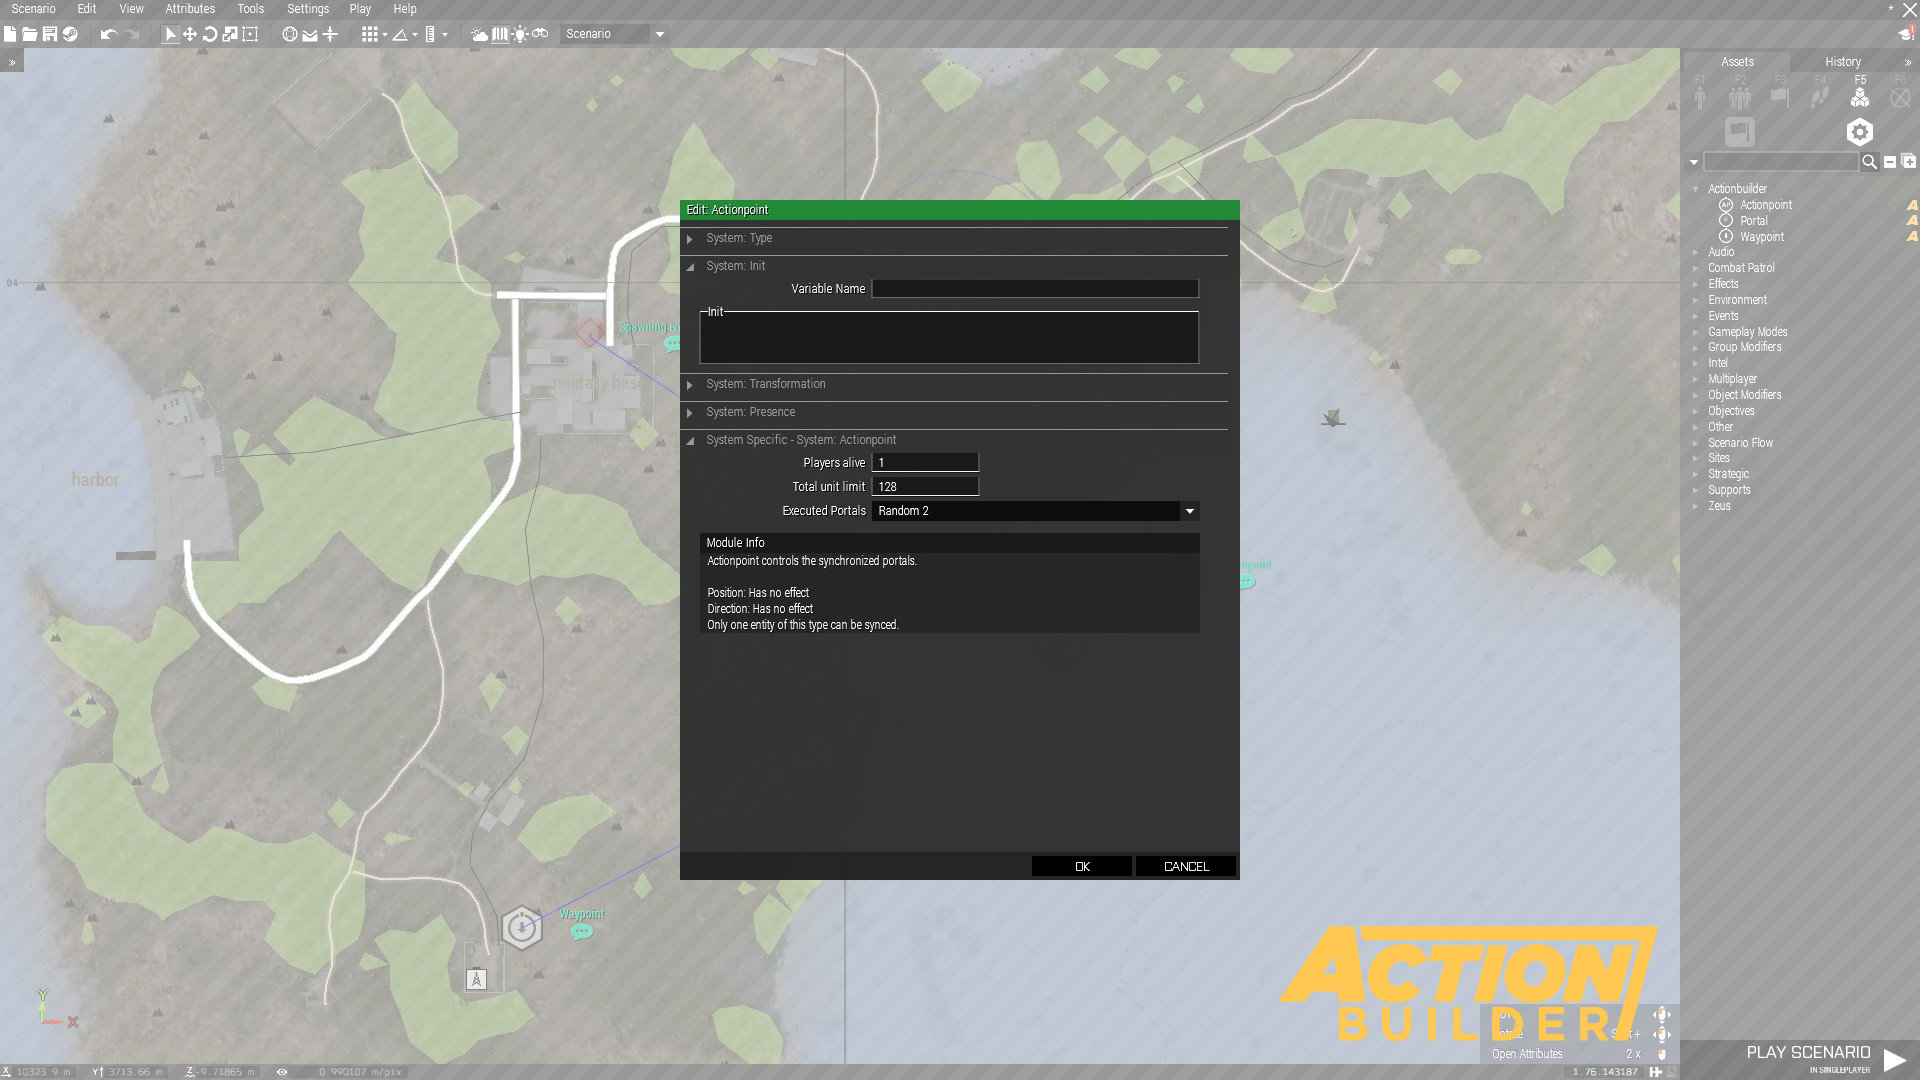 Scenario Edit View Attributes Tools Settings Play Help
Scenario
Assets History
F1 F2 F3 F4 F5 F6
Actionbuilder
Actionpoint
Portal
Waypoint
Audio
Combat Patrol
Effects
Environment
Events
Gameplay Modes
Group Modifiers
Intel
Multiplayer
Object Modifiers
Objectives
Other
Scenario Flow
Sites
Strategic
Supports
Zeus
04
harbor
military base
Spawning
Waypoint
Edit: Actionpoint
System: Type
System: Init
Variable Name
Init
System: Transformation
System: Presence
System Specific - System: Actionpoint
Players alive 1
Total unit limit 128
Executed Portals Random 2
Module Info
Actionpoint controls the synchronized portals.
Position: Has no effect
Direction: Has no effect
Only one entity of this type can be synced.
OK CANCEL
ACTION
BUILDER
Open Attributes 2 x
PLAY SCENARIO
IN SINGLEPLAYER
X 10323.9 m Y 3713.66 m Z -9.71865 m 0.990107 m/pix
1.76.143187